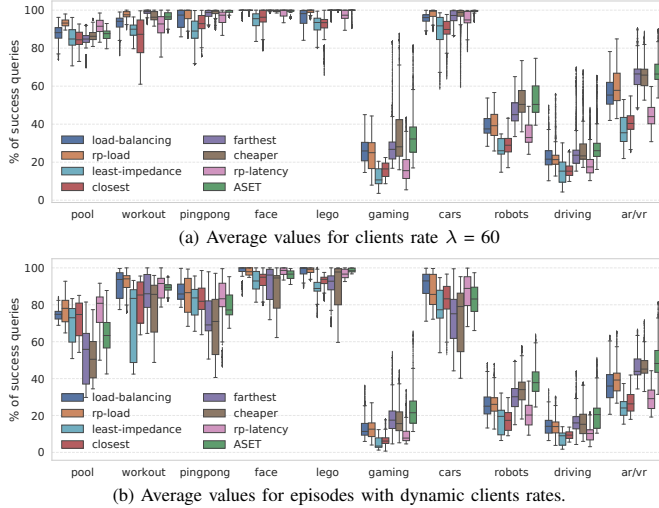 % of success queries
100
80
60
40
20
0
load-balancing
rp-load
least-impedance
closest
farthest
cheaper
rp-latency
ASET
pool workout pingpong face lego gaming cars robots driving ar/vr
(a) Average values for clients rate λ = 60
% of success queries
100
80
60
40
20
0
load-balancing
rp-load
least-impedance
closest
farthest
cheaper
rp-latency
ASET
pool workout pingpong face lego gaming cars robots driving ar/vr
(b) Average values for episodes with dynamic clients rates.